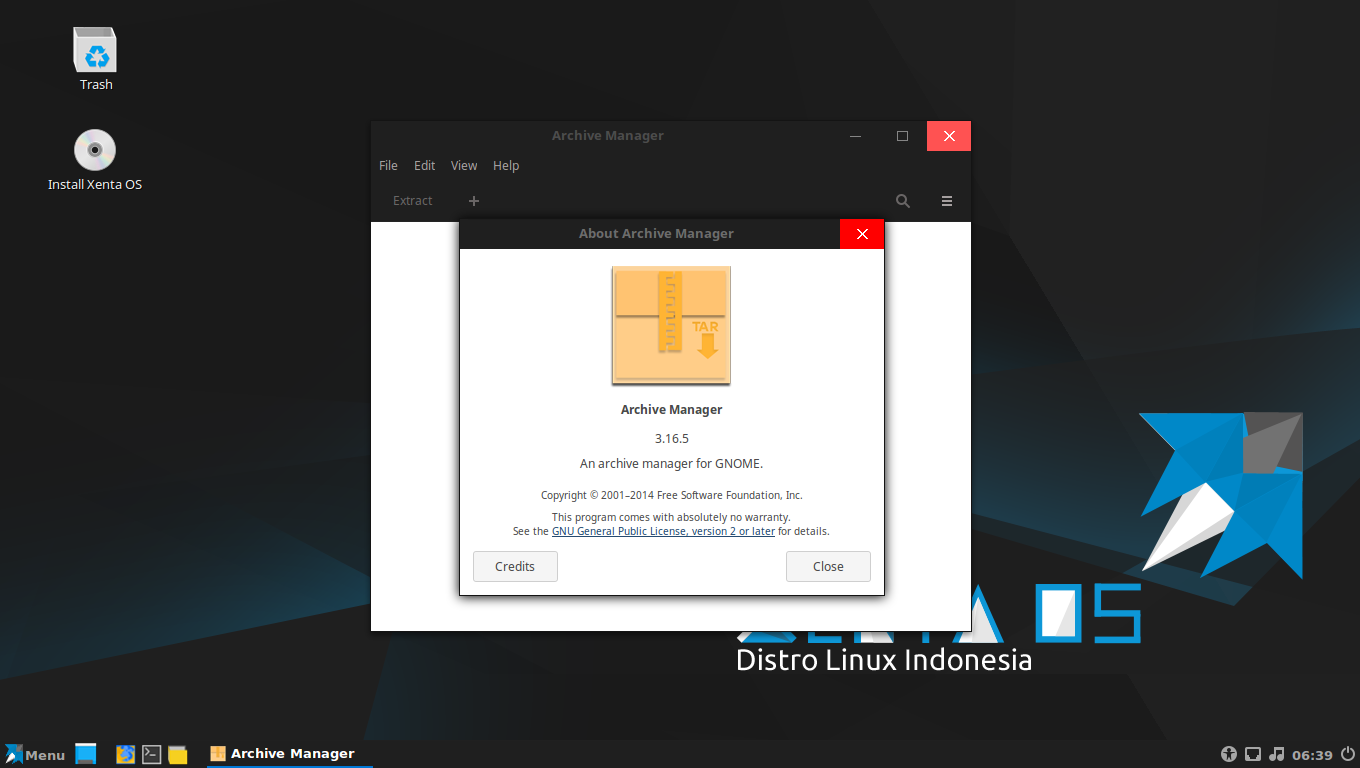 Trash
Install Xenta OS
Archive Manager
File Edit View Help
Extract
About Archive Manager
TAR
Archive Manager
3.16.5
An archive manager for GNOME.
Copyright © 2001–2014 Free Software Foundation, Inc.
This program comes with absolutely no warranty.
See the GNU General Public License, version 2 or later for details.
Credits Close
OS
Distro Linux Indonesia
Menu Archive Manager 06:39